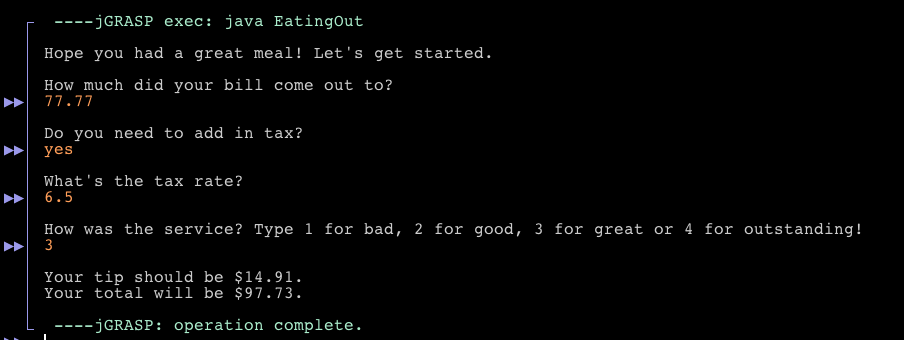 ----jGRASP exec: java EatingOut
Hope you had a great meal! Let's get started.
How much did your bill come out to?
77.77
Do you need to add in tax?
yes
What's the tax rate?
6.5
How was the service? Type 1 for bad, 2 for good, 3 for great or 4 for outstanding!
3
Your tip should be $14.91.
Your total will be $97.73.
----jGRASP: operation complete.